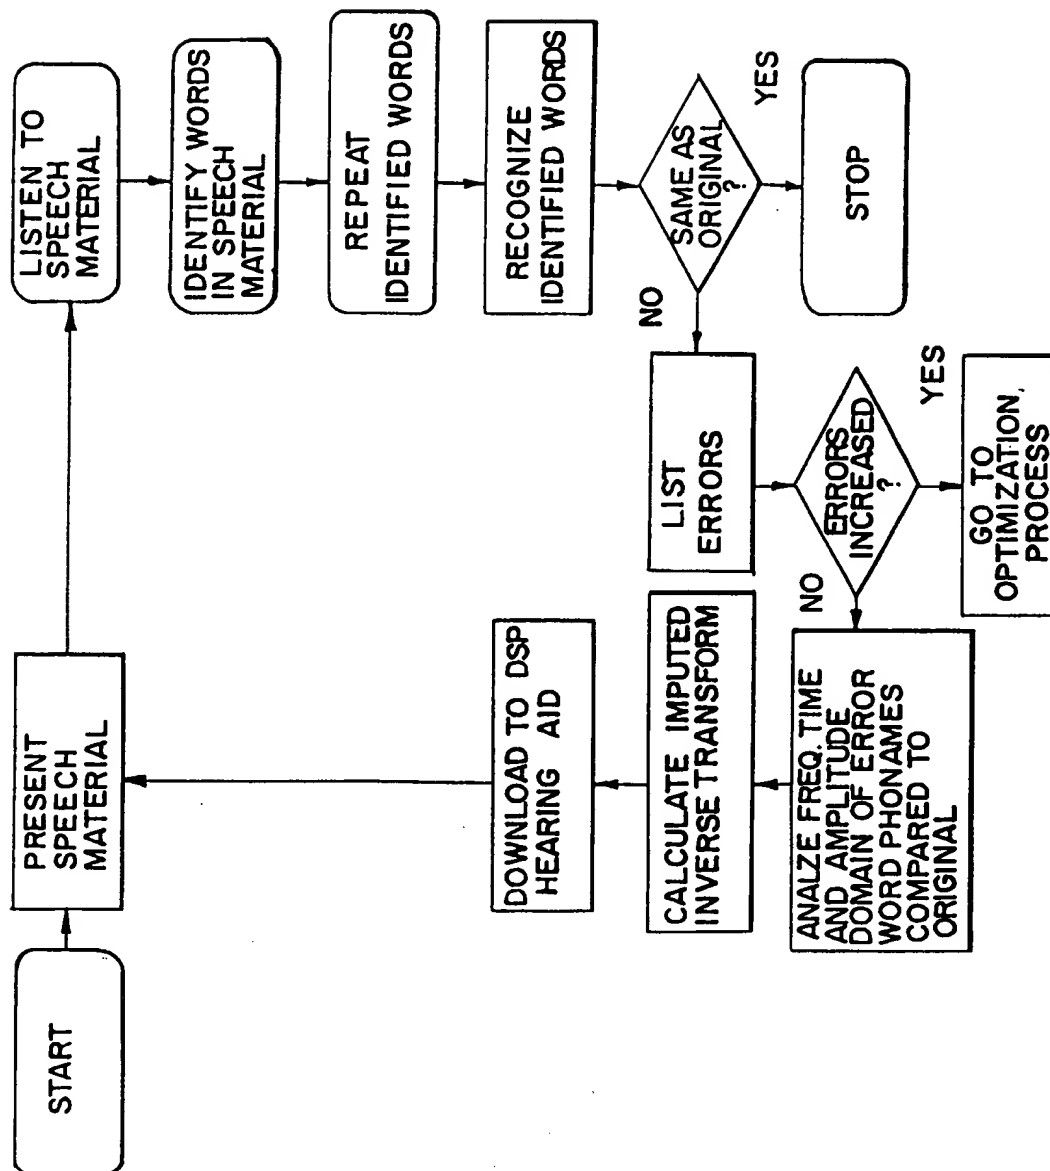 START
PRESENT
SPEECH
MATERIAL
LISTEN TO
SPEECH
MATERIAL
IDENTIFY WORDS
IN SPEECH
MATERIAL
REPEAT
IDENTIFIED WORDS
RECOGNIZE
IDENTIFIED WORDS
SAME AS
ORIGINAL
?
YES
STOP
NO
LIST
ERRORS
ERRORS
INCREASED
?
YES
GO TO
OPTIMIZATION.
PROCESS
NO
ANALZE FREQ. TIME
AND AMPLITUDE
DOMAIN OF ERROR
WORD PHONAMES
COMPARED TO
ORIGINAL
CALCULATE IMPUTED
INVERSE TRANSFORM
DOWNLOAD TO DSP
HEARING AID